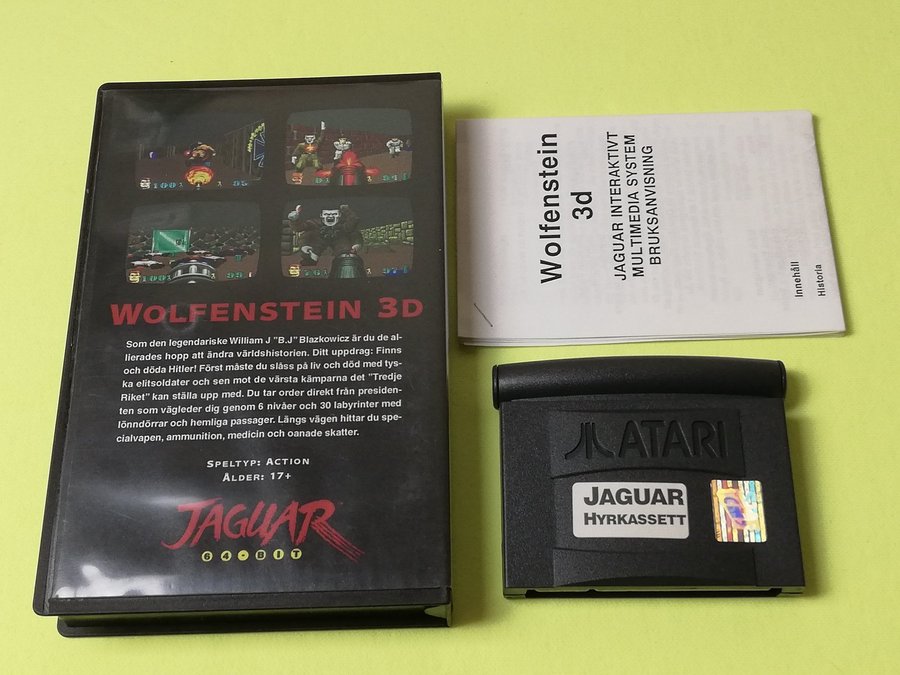 WOLFENSTEIN 3D
Som den legendariske William J "B.J" Blazkowicz är du de al-
lierades hopp att ändra världshistorien. Ditt uppdrag: Finns
och döda Hitler! Först måste du slåss på liv och död med tys-
ka elitsoldater och sen mot de värsta kämparna det "Tredje
Riket" kan ställa upp med. Du tar order direkt från presiden-
ten som vägleder dig genom 6 nivåer och 30 labyrinter med
lönndörrar och hemliga passager. Längs vägen hittar du spe-
cialvapen, ammunition, medicin och oanade skatter.
SPELTYP: ACTION
ÅLDER: 17+
JAGUAR
64-BIT
Wolfenstein
3d
JAGUAR INTERAKTIVT
MULTIMEDIA SYSTEM
BRUKSANVISNING
Innehåll
Historia
ATARI
JAGUAR
HYRKASSETT